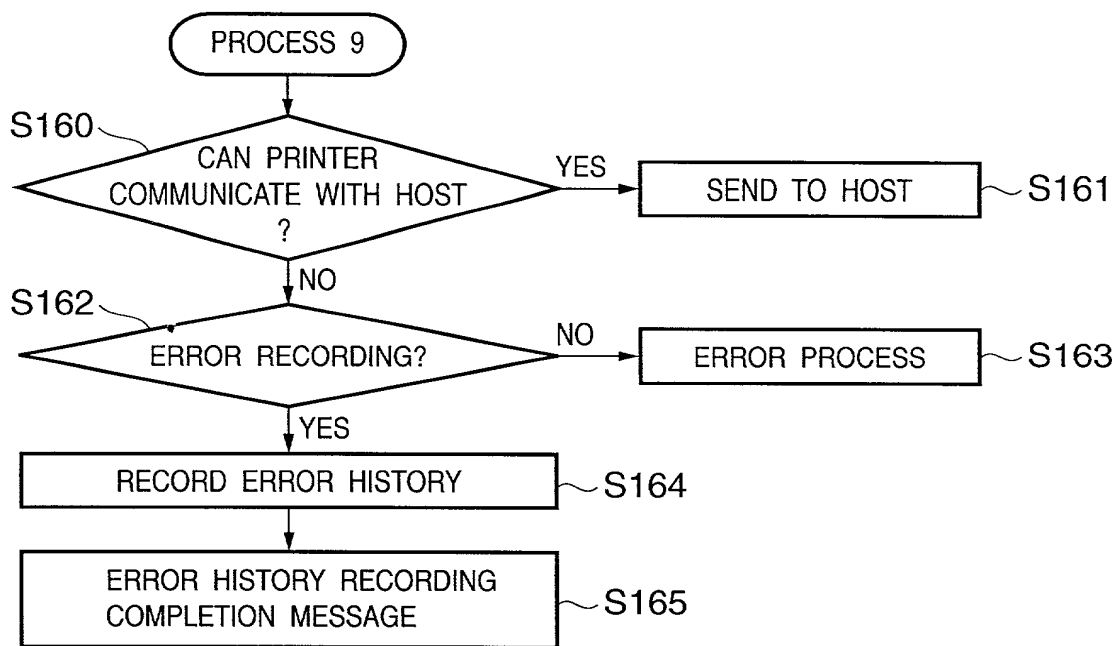 PROCESS 9
S160
CAN PRINTER
COMMUNICATE WITH HOST
?
YES
SEND TO HOST
S161
NO
S162
ERROR RECORDING?
NO
ERROR PROCESS
S163
YES
RECORD ERROR HISTORY
S164
ERROR HISTORY RECORDING
COMPLETION MESSAGE
S165